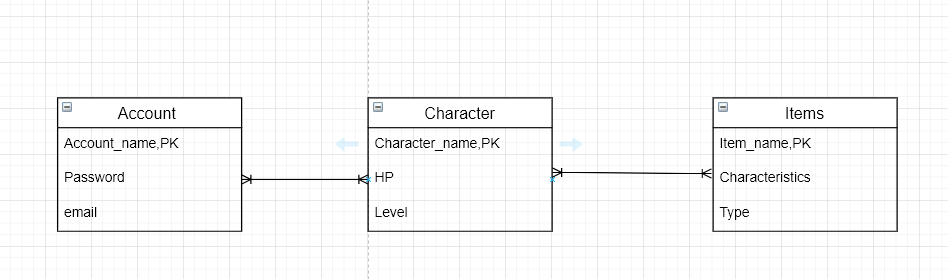 Account
Account_name,PK
Password
email
Character
Character_name,PK
HP
Level
Items
Item_name,PK
Characteristics
Type